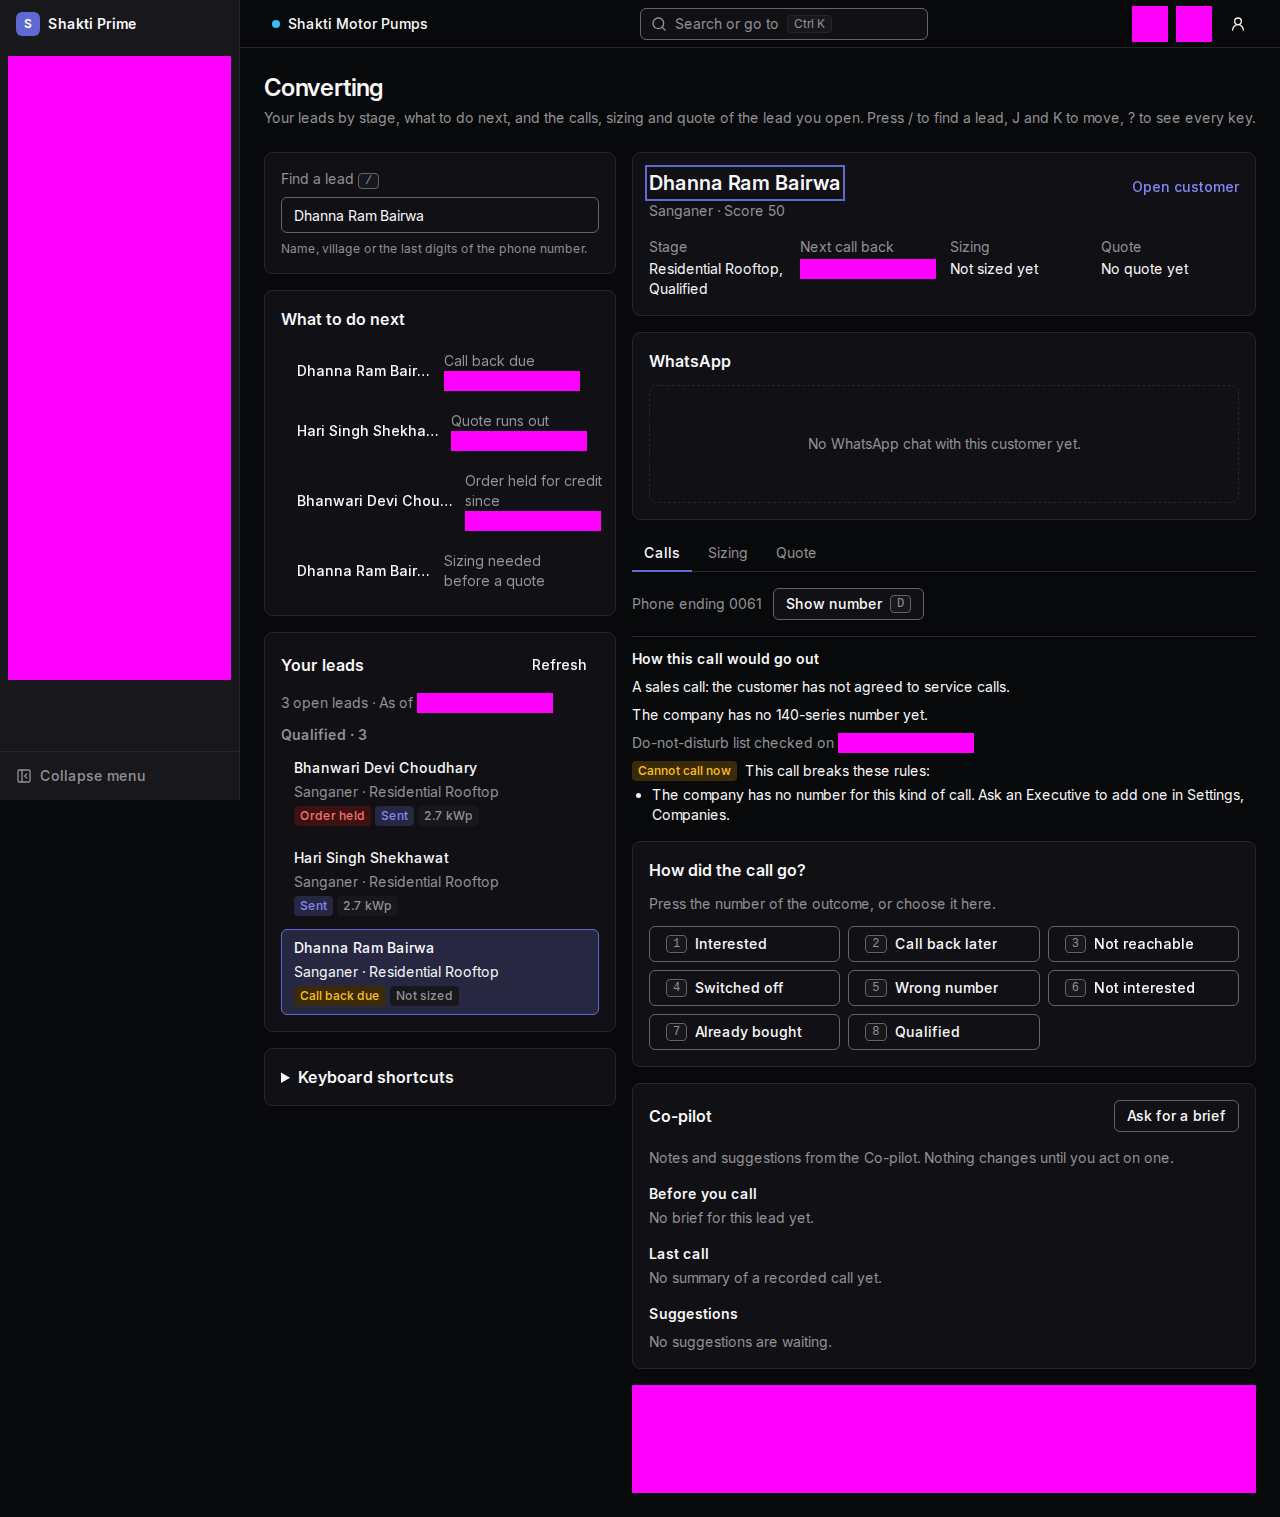 S Shakti Prime
Shakti Motor Pumps
Search or go to Ctrl K
Converting
Your leads by stage, what to do next, and the calls, sizing and quote of the lead you open. Press / to find a lead, J and K to move, ? to see every key.
Find a lead /
Dhanna Ram Bairwa
Name, village or the last digits of the phone number.
What to do next
Dhanna Ram Bair…
Call back due
Hari Singh Shekha…
Quote runs out
Bhanwari Devi Chou…
Order held for credit
since
Dhanna Ram Bair…
Sizing needed
before a quote
Your leads
Refresh
3 open leads · As of
Qualified · 3
Bhanwari Devi Choudhary
Sanganer · Residential Rooftop
Order held Sent 2.7 kWp
Hari Singh Shekhawat
Sanganer · Residential Rooftop
Sent 2.7 kWp
Dhanna Ram Bairwa
Sanganer · Residential Rooftop
Call back due Not sized
Keyboard shortcuts
Collapse menu
Dhanna Ram Bairwa
Open customer
Sanganer · Score 50
Stage
Residential Rooftop,
Qualified
Next call back
Sizing
Not sized yet
Quote
No quote yet
WhatsApp
No WhatsApp chat with this customer yet.
Calls Sizing Quote
Phone ending 0061 Show number D
How this call would go out
A sales call: the customer has not agreed to service calls.
The company has no 140-series number yet.
Do-not-disturb list checked on
Cannot call now This call breaks these rules:
• The company has no number for this kind of call. Ask an Executive to add one in Settings,
Companies.
How did the call go?
Press the number of the outcome, or choose it here.
1 Interested 2 Call back later 3 Not reachable
4 Switched off 5 Wrong number 6 Not interested
7 Already bought 8 Qualified
Co-pilot
Ask for a brief
Notes and suggestions from the Co-pilot. Nothing changes until you act on one.
Before you call
No brief for this lead yet.
Last call
No summary of a recorded call yet.
Suggestions
No suggestions are waiting.